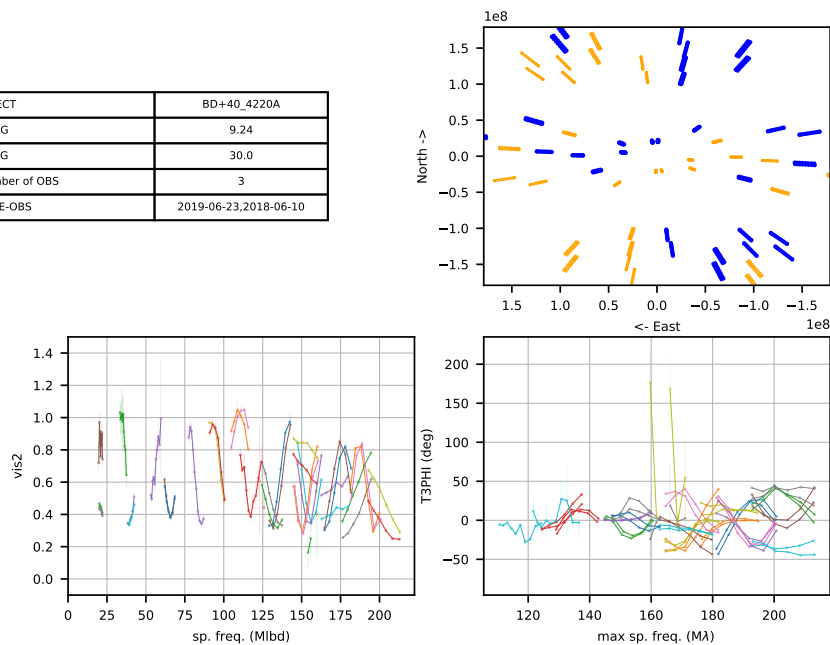 ECT BD+40_4220A
G 9.24
G 30.0
ber of OBS 3
E-OBS 2019-06-23,2018-06-10
1e8
1.5
1.0
0.5
0.0
−0.5
−1.0
−1.5
North ->
1.5 1.0 0.5 0.0 −0.5 −1.0 −1.5
<- East
1e8
1.4
1.2
1.0
0.8
0.6
0.4
0.2
0.0
vis2
0 25 50 75 100 125 150 175 200
sp. freq. (Mlbd)
200
150
100
50
0
−50
T3PHI (deg)
120 140 160 180 200
max sp. freq. (Mλ)